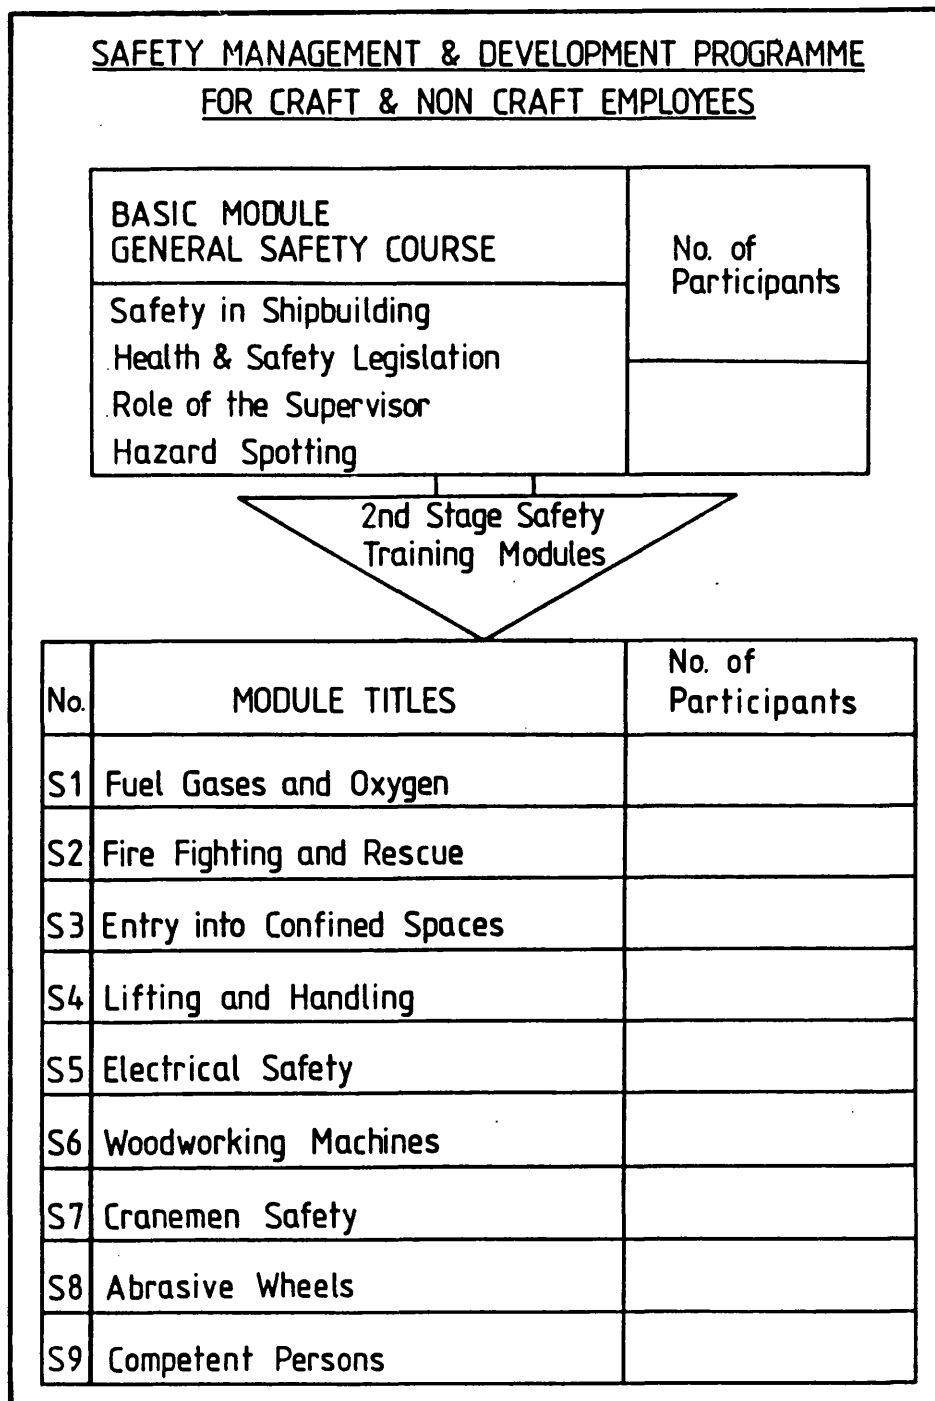 SAFETY MANAGEMENT & DEVELOPMENT PROGRAMME
FOR CRAFT & NON CRAFT EMPLOYEES
BASIC MODULE
GENERAL SAFETY COURSE
No. of
Participants
Safety in Shipbuilding
Health & Safety Legislation
Role of the Supervisor
Hazard Spotting
2nd Stage Safety
Training Modules
No. MODULE TITLES No. of
Participants
S1 Fuel Gases and Oxygen
S2 Fire Fighting and Rescue
S3 Entry into Confined Spaces
S4 Lifting and Handling
S5 Electrical Safety
S6 Woodworking Machines
S7 Cranemen Safety
S8 Abrasive Wheels
S9 Competent Persons